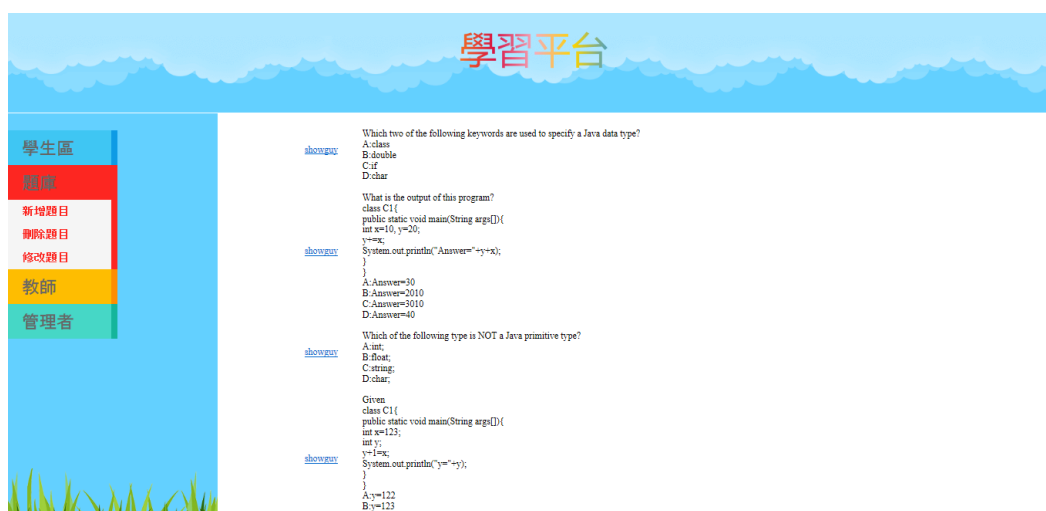 學習平台
學生區
題庫
新增題目
刪除題目
修改題目
教師
管理者
showguy
Which two of the following keywords are used to specify a Java data type?
A:class
B:double
C:if
D:char
showguy
What is the output of this program?
class C1{
public static void main(String args[]){
int x=10, y=20;
y+=x;
System.out.println("Answer="+y+x);
}
}
A:Answer=30
B:Answer=2010
C:Answer=3010
D:Answer=40
showguy
Which of the following type is NOT a Java primitive type?
A:int;
B:float;
C:string;
D:char;
showguy
Given
class C1{
public static void main(String args[]){
int x=123;
int y;
y+1=x;
System.out.println("y="+y);
}
}
A:y=122
B:y=123